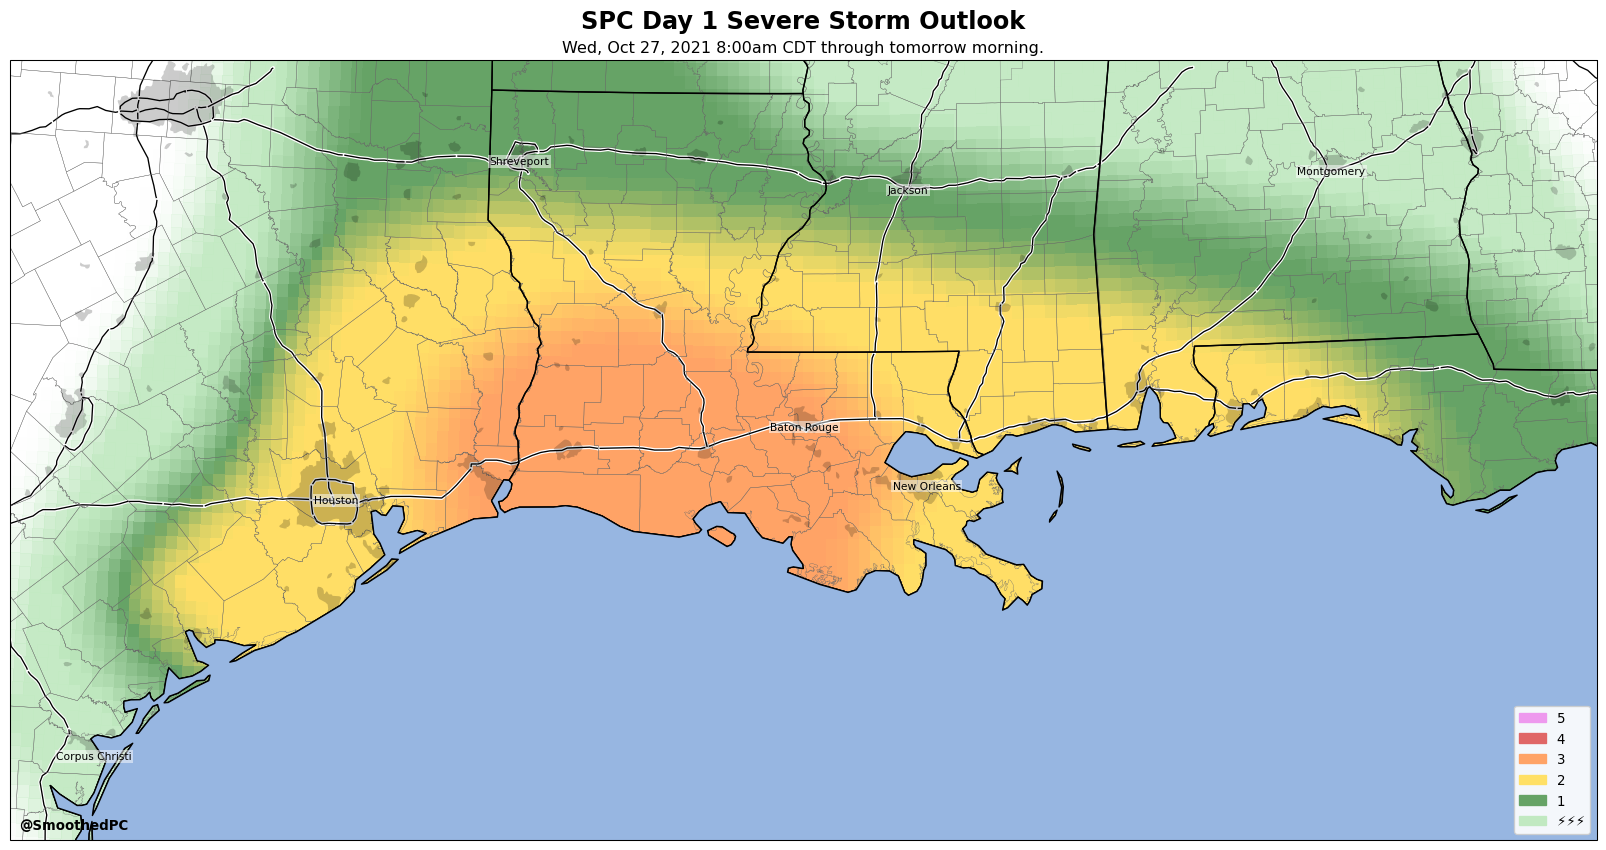 SPC Day 1 Severe Storm Outlook
Wed, Oct 27, 2021 8:00am CDT through tomorrow morning.
Shreveport
Jackson
Montgomery
Baton Rouge
New Orleans
Houston
Corpus Christi
5
4
3
2
1
⚡⚡⚡
@SmoothedPC